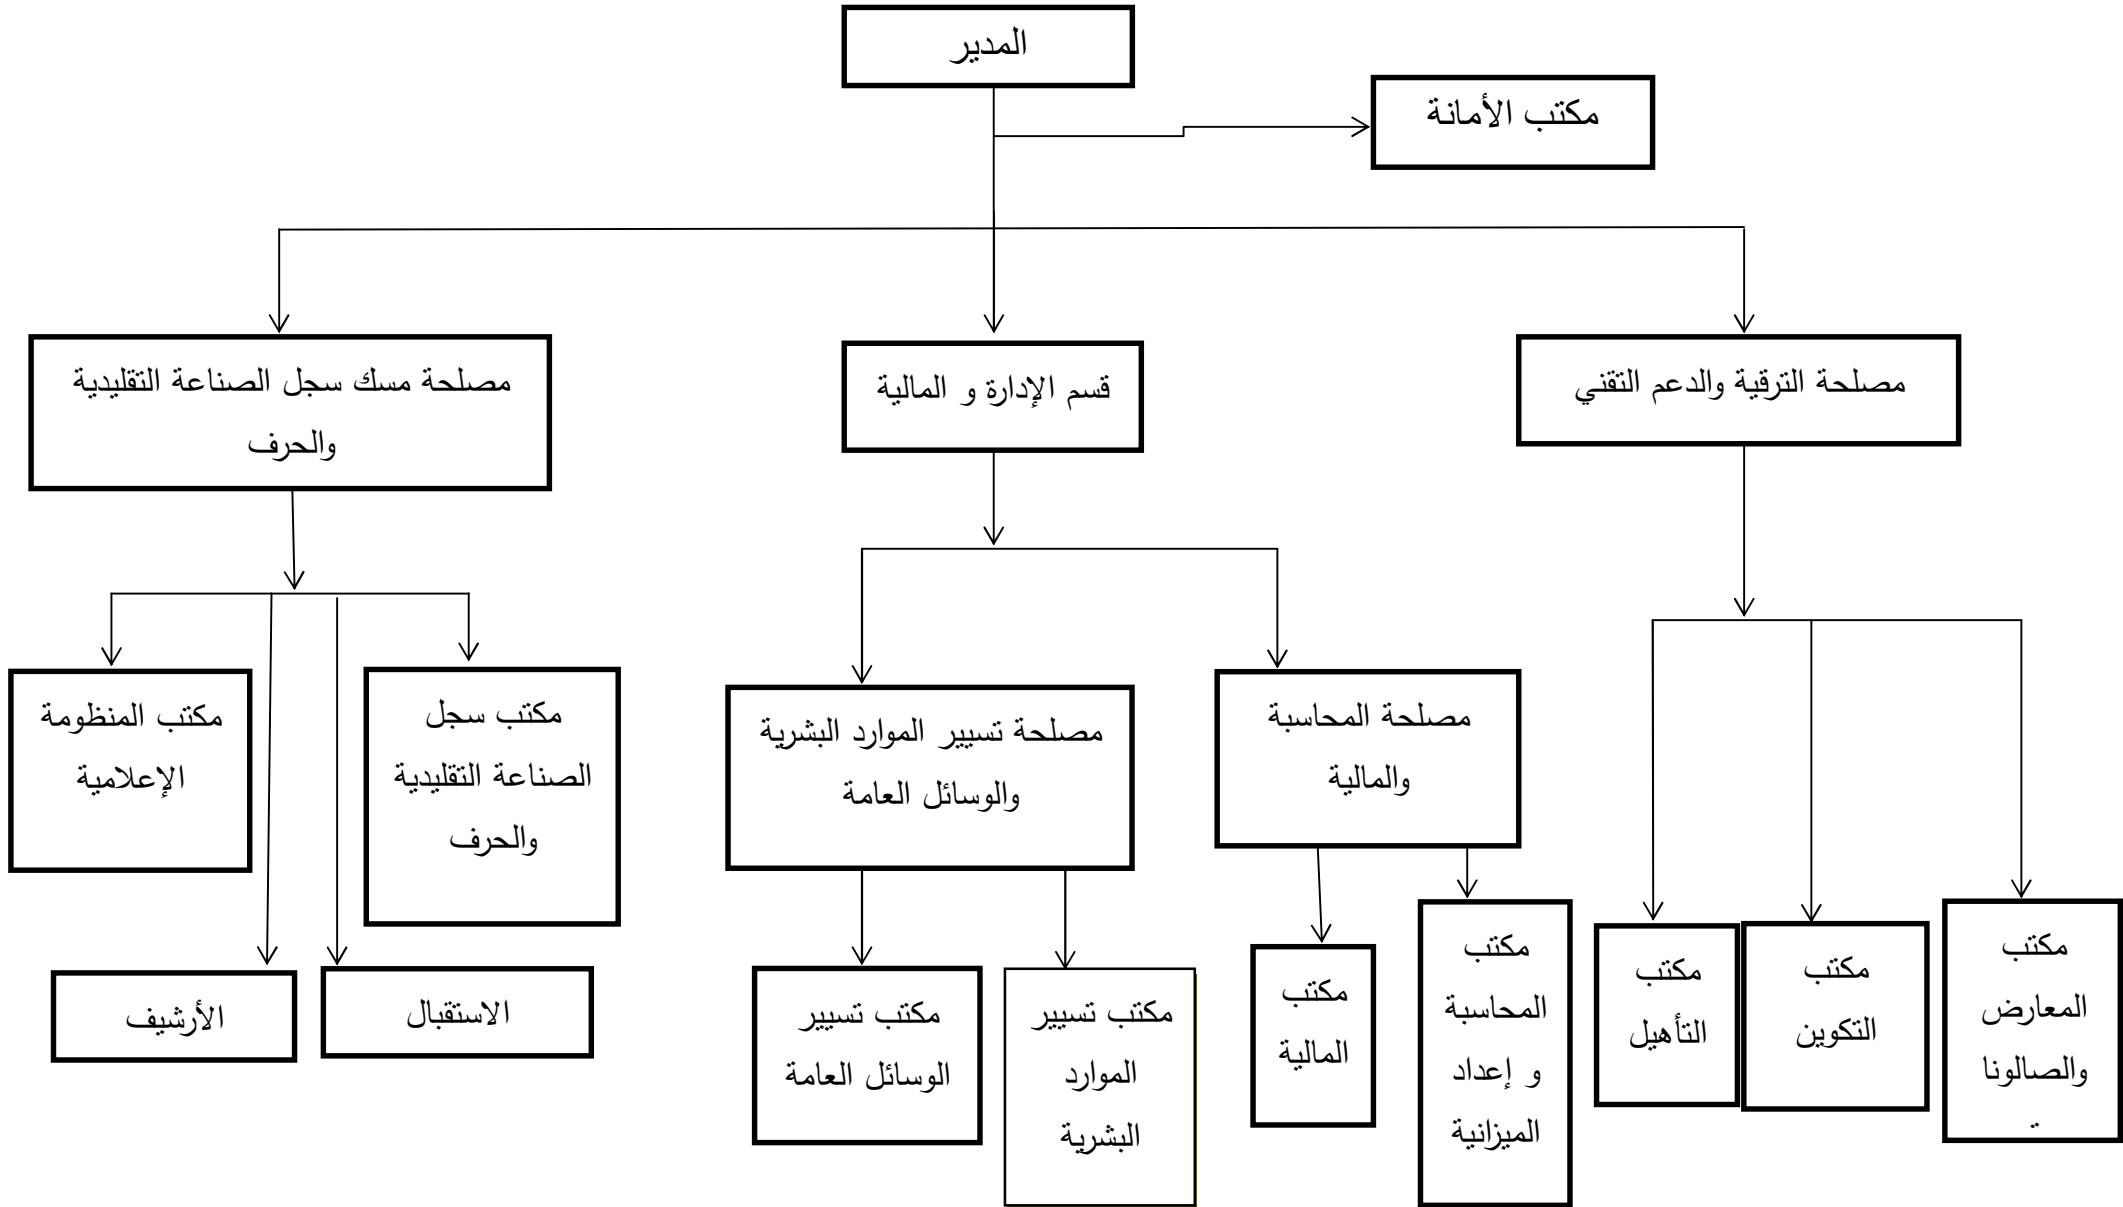 المدير
مكتب الأمانة
مصلحة الترقية والدعم التقني
قسم الإدارة و المالية
مصلحة مسك سجل الصناعة التقليدية
والحرف
مصلحة المحاسبة
والمالية
مصلحة تسيير الموارد البشرية
والوسائل العامة
مكتب سجل
الصناعة التقليدية
والحرف
مكتب المنظومة
الإعلامية
مكتب
المعارض
والصالونا
ت
مكتب
التكوين
مكتب
التأهيل
مكتب
المحاسبة
و إعداد
الميزانية
مكتب
المالية
مكتب تسيير
الموارد
البشرية
مكتب تسيير
الوسائل العامة
الاستقبال
الأرشيف